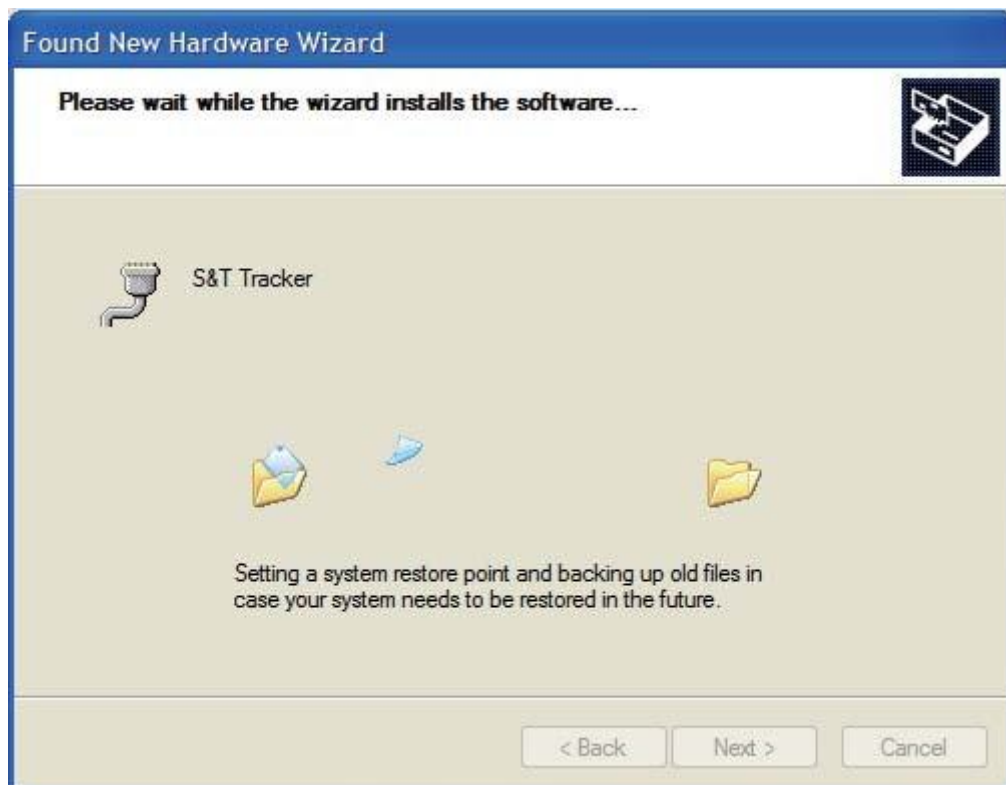 Found New Hardware Wizard
Please wait while the wizard installs the software...
S&T Tracker
Setting a system restore point and backing up old files in
case your system needs to be restored in the future.
< Back
Next >
Cancel